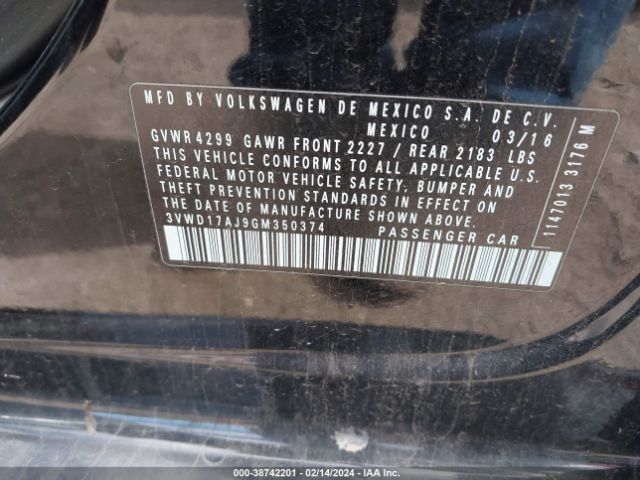 MFD BY VOLKSWAGEN DE MEXICO S.A. DE C.V.
MEXICO 03/16
GVWR 4299 GAWR FRONT 2227 / REAR 2183 LBS
THIS VEHICLE CONFORMS TO ALL APPLICABLE U.S.
FEDERAL MOTOR VEHICLE SAFETY, BUMPER AND
THEFT PREVENTION STANDARDS IN EFFECT ON
THE DATE OF MANUFACTURE SHOWN ABOVE.
3VWD17AJ9GM350374 PASSENGER CAR
1147013 3176 M
000-38742201 - 02/14/2024 - IAA Inc.